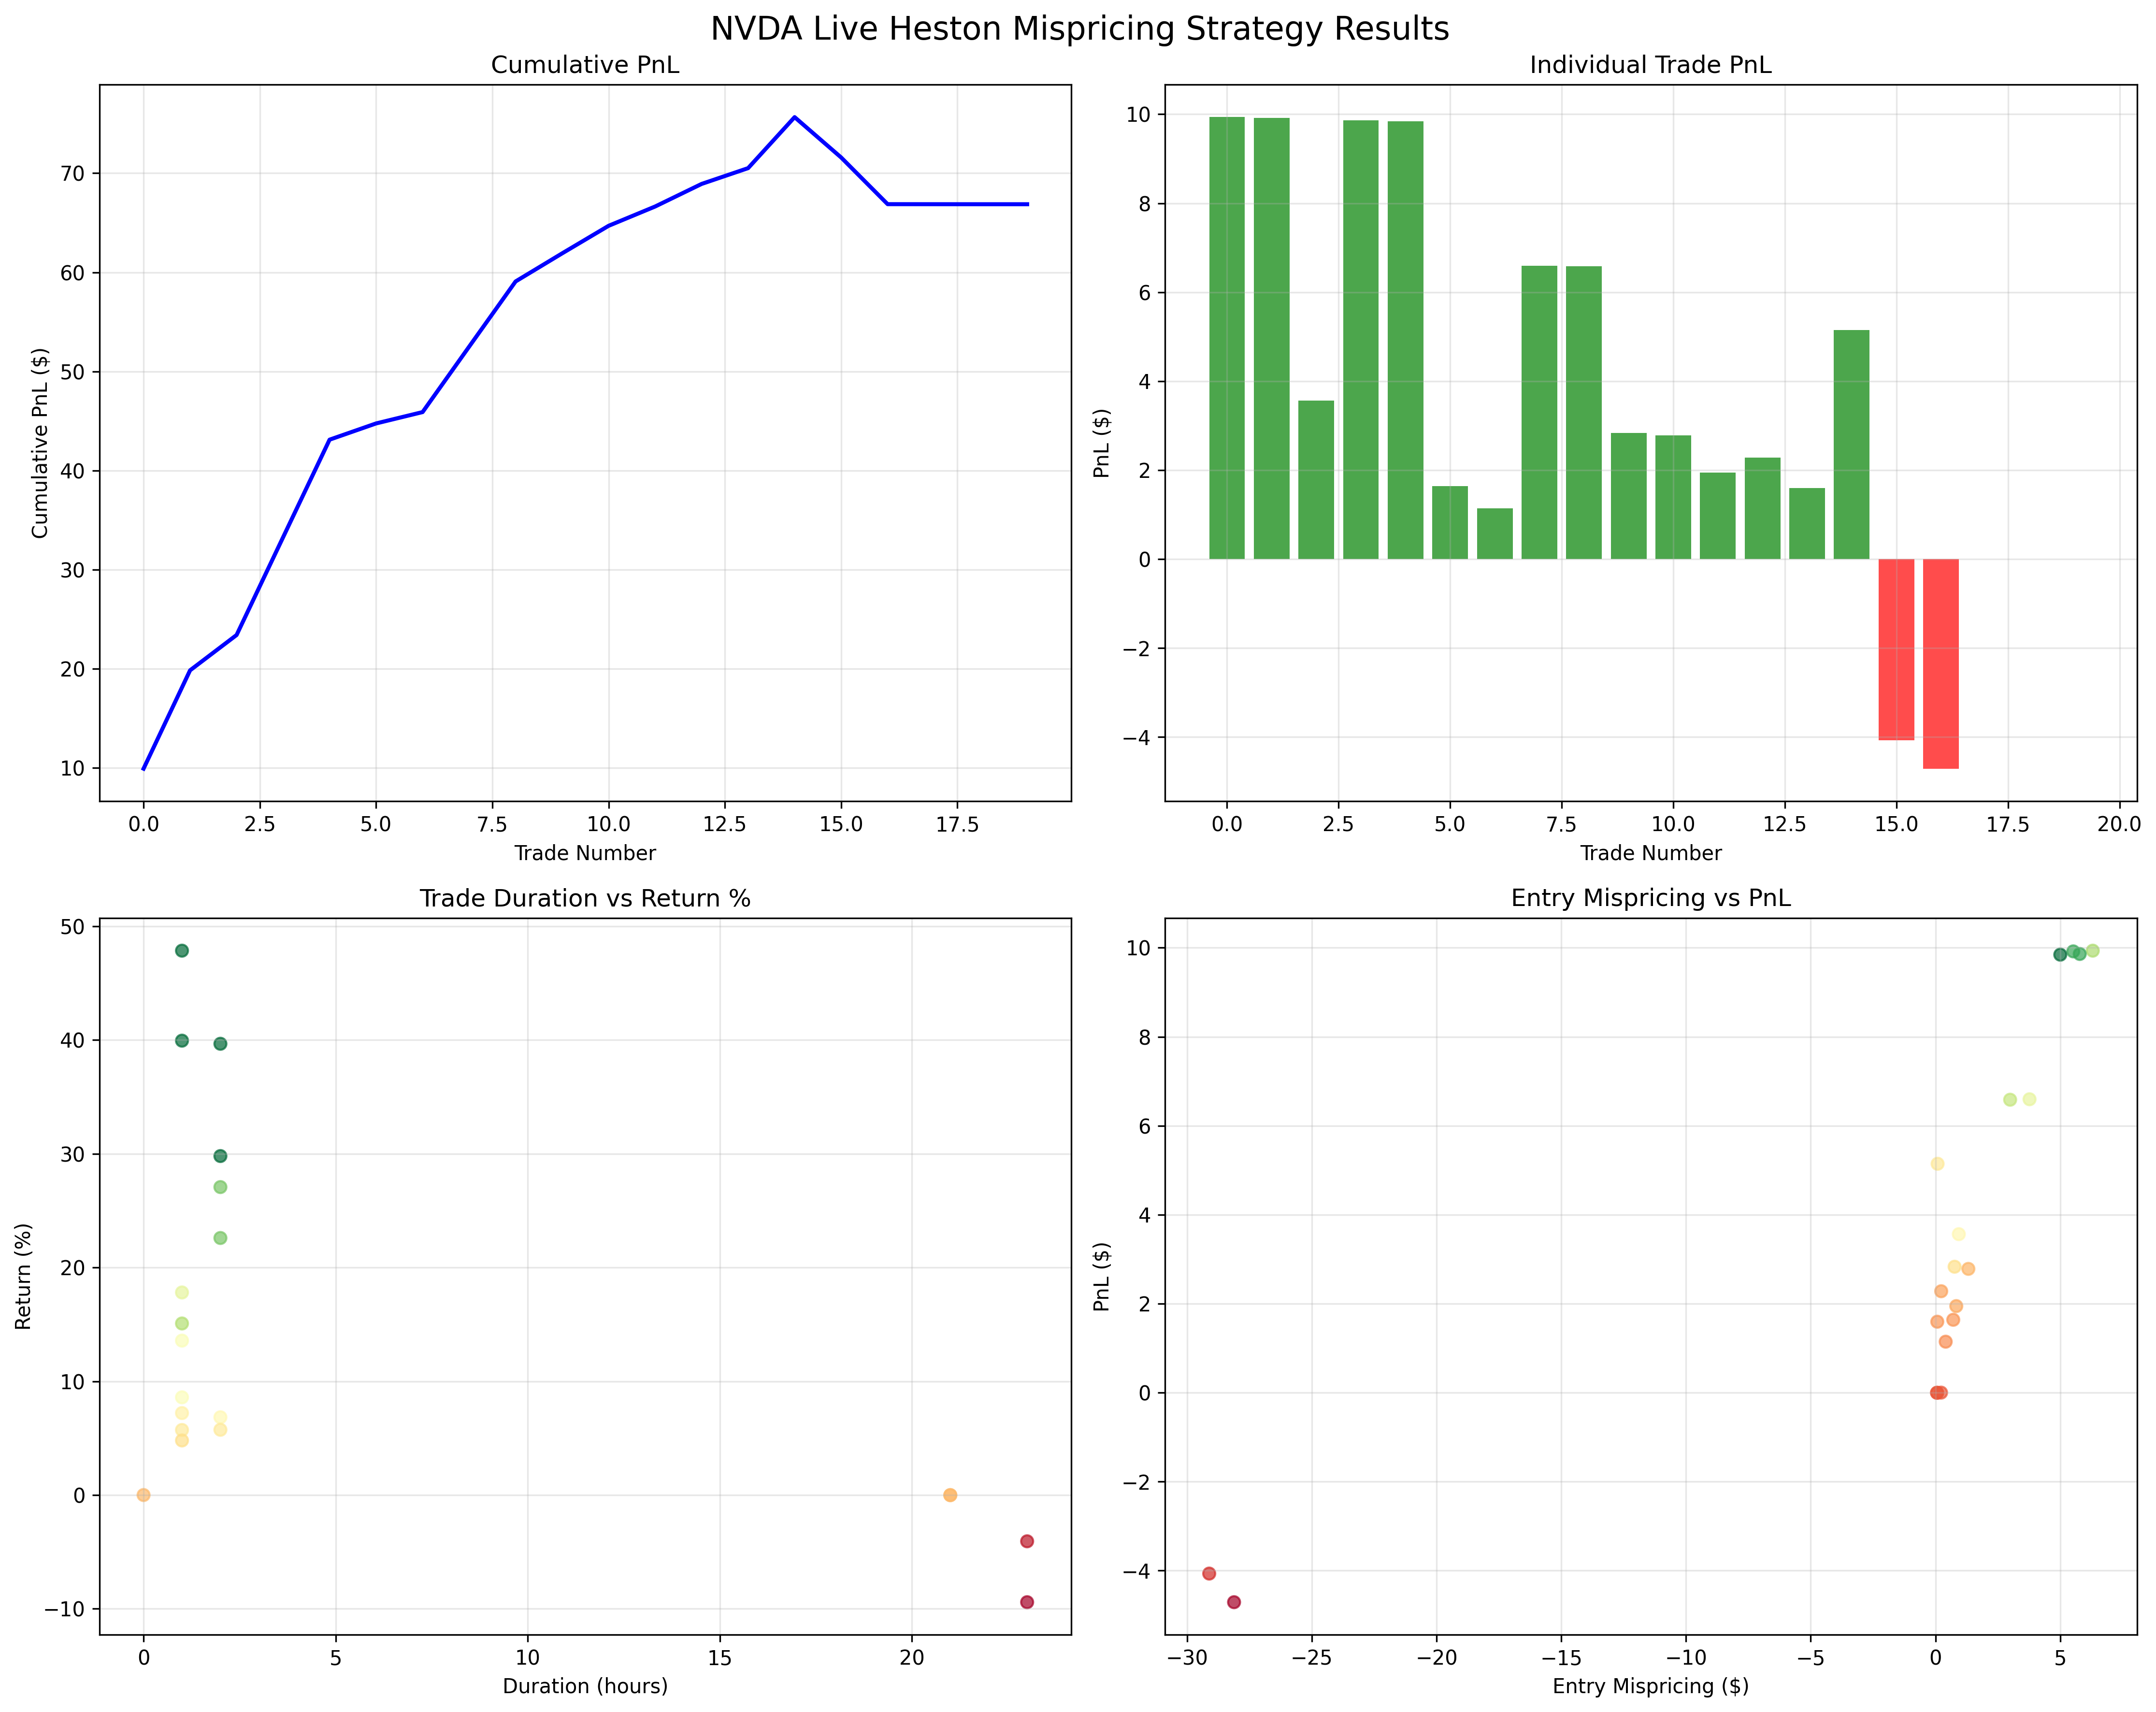 NVDA Live Heston Mispricing Strategy Results
Cumulative PnL
Cumulative PnL ($)
70
60
50
40
30
20
10
0.0 2.5 5.0 7.5 10.0 12.5 15.0 17.5
Trade Number
Individual Trade PnL
PnL ($)
10
8
6
4
2
0
−2
−4
0.0 2.5 5.0 7.5 10.0 12.5 15.0 17.5 20.0
Trade Number
Trade Duration vs Return %
Return (%)
50
40
30
20
10
0
−10
0 5 10 15 20
Duration (hours)
Entry Mispricing vs PnL
PnL ($)
10
8
6
4
2
0
−2
−4
−30 −25 −20 −15 −10 −5 0 5
Entry Mispricing ($)